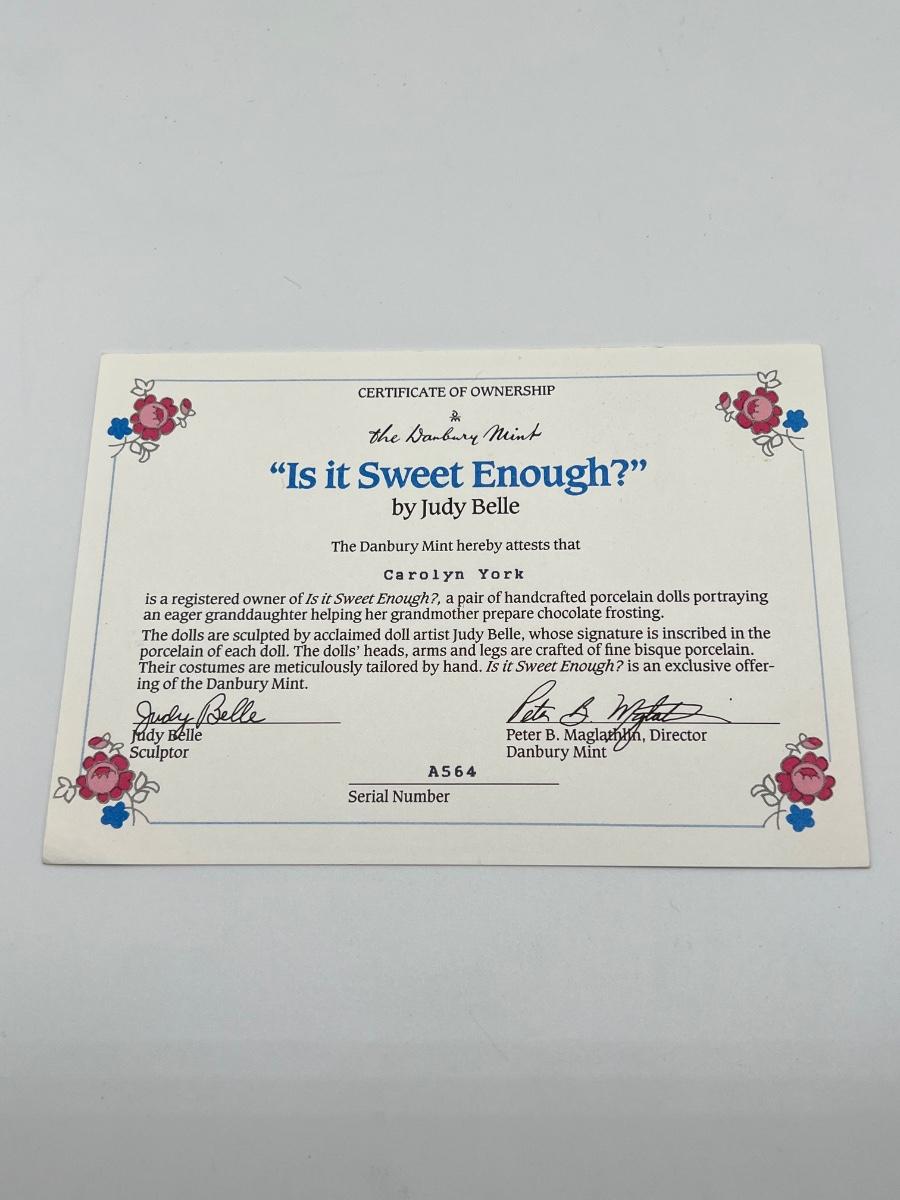 CERTIFICATE OF OWNERSHIP
the Danbury Mint
“Is it Sweet Enough?”
by Judy Belle
The Danbury Mint hereby attests that
Carolyn York
is a registered owner of Is it Sweet Enough?, a pair of handcrafted porcelain dolls portraying
an eager granddaughter helping her grandmother prepare chocolate frosting.
The dolls are sculpted by acclaimed doll artist Judy Belle, whose signature is inscribed in the
porcelain of each doll. The dolls’ heads, arms and legs are crafted of fine bisque porcelain.
Their costumes are meticulously tailored by hand. Is it Sweet Enough? is an exclusive offer-
ing of the Danbury Mint.
Judy Belle
Judy Belle
Sculptor
Peter B. Maglathlin
Peter B. Maglathlin, Director
Danbury Mint
A564
Serial Number